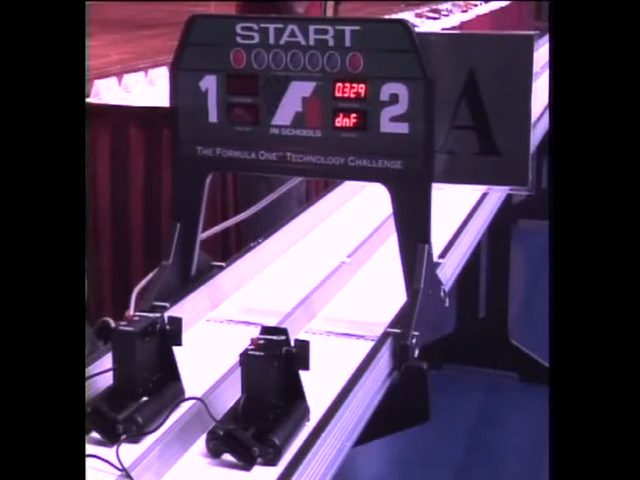 START
1
F1
IN SCHOOLS
0.329
dnF
2
THE FORMULA ONE™ TECHNOLOGY CHALLENGE
A